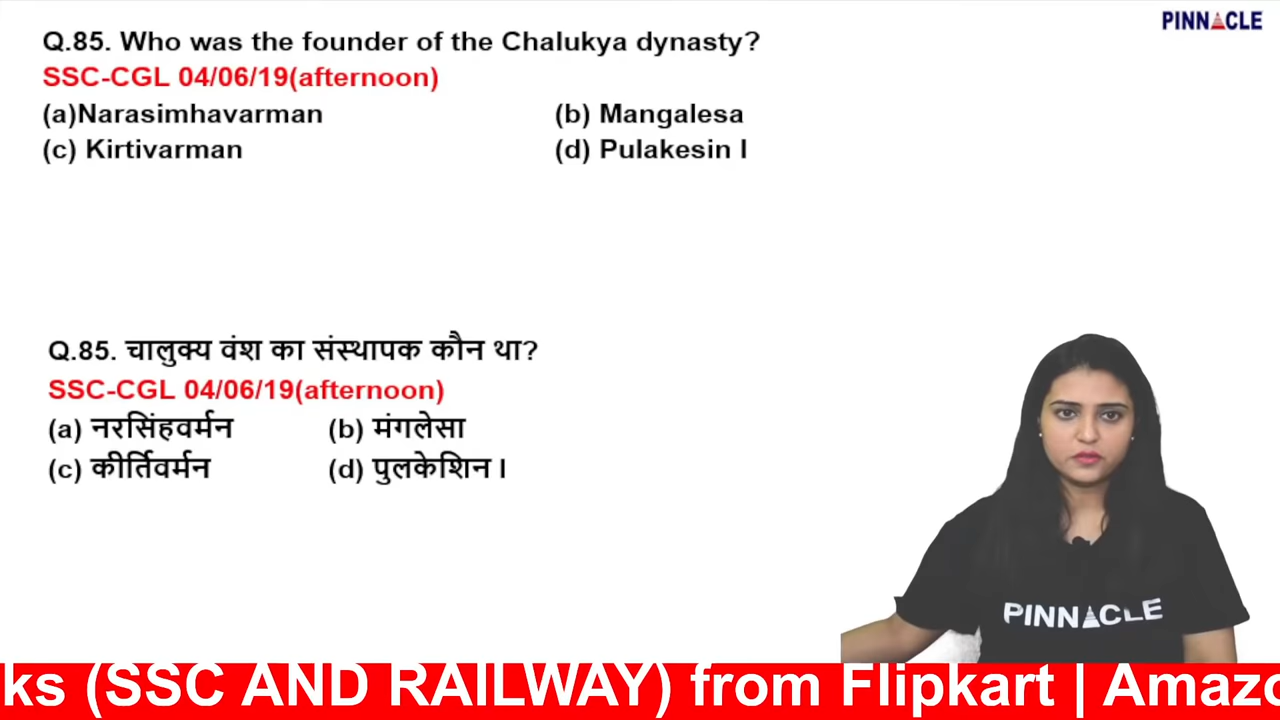 PINNACLE
Q.85. Who was the founder of the Chalukya dynasty?
SSC-CGL 04/06/19(afternoon)
(a)Narasimhavarman (b) Mangalesa
(c) Kirtivarman (d) Pulakesin I
Q.85. चालुक्य वंश का संस्थापक कौन था?
SSC-CGL 04/06/19(afternoon)
(a) नरसिंहवर्मन (b) मंगलेसा
(c) कीर्तिवर्मन (d) पुलकेशिन I
PINNACLE
ks (SSC AND RAILWAY) from Flipkart | Amazo